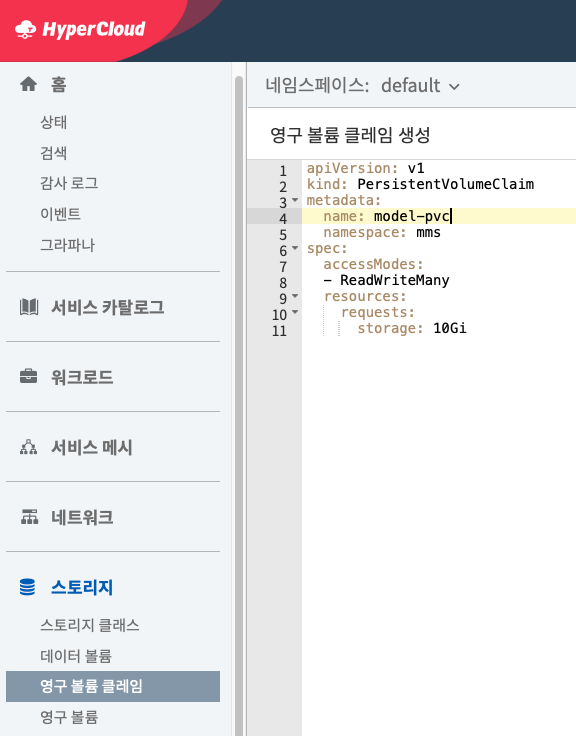 HyperCloud
홈
상태
검색
감사 로그
이벤트
그라파나
서비스 카탈로그
워크로드
서비스 메시
네트워크
스토리지
스토리지 클래스
데이터 볼륨
영구 볼륨 클레임
영구 볼륨
네임스페이스: default
영구 볼륨 클레임 생성
1 apiVersion: v1
2 kind: PersistentVolumeClaim
3 metadata:
4 name: model-pvc
5 namespace: mms
6 spec:
7 accessModes:
8 - ReadWriteMany
9 resources:
10 requests:
11 storage: 10Gi